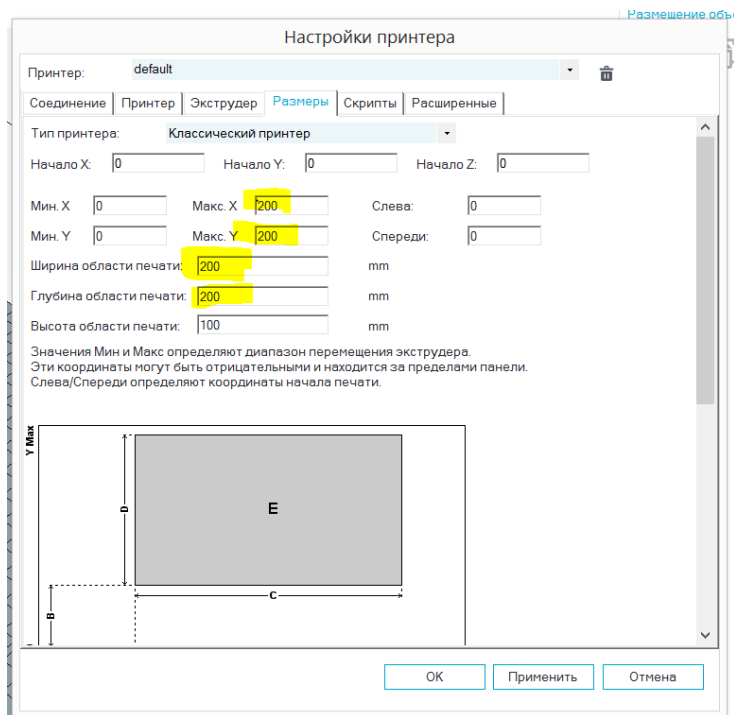 Размещение объ
Настройки принтера
Принтер: default
Соединение Принтер Экструдер Размеры Скрипты Расширенные
Тип принтера: Классический принтер
Начало X: 0 Начало Y: 0 Начало Z: 0
Мин. X 0 Макс. X 200 Слева: 0
Мин. Y 0 Макс. Y 200 Спереди: 0
Ширина области печати: 200 mm
Глубина области печати: 200 mm
Высота области печати: 100 mm
Значения Мин и Макс определяют диапазон перемещения экструдера.
Эти координаты могут быть отрицательными и находится за пределами панели.
Слева/Спереди определяют координаты начала печати.
Y Max
D
E
C
B
OK Применить Отмена